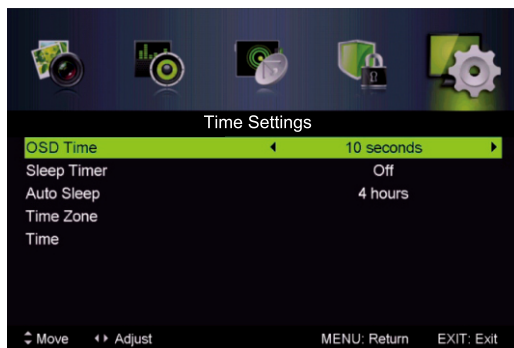 Time Settings
OSD Time 10 seconds
Sleep Timer Off
Auto Sleep 4 hours
Time Zone
Time
Move Adjust MENU: Return EXIT: Exit